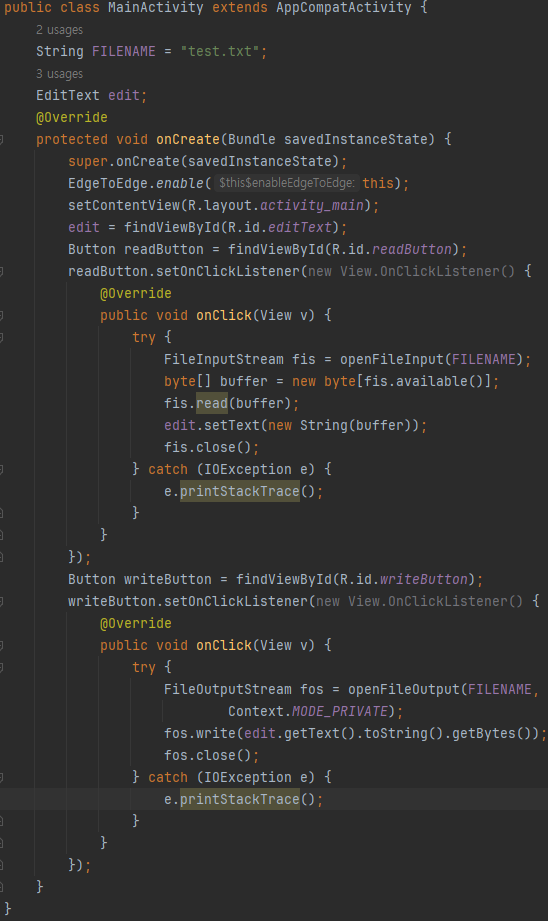 public class MainActivity extends AppCompatActivity {
2 usages
String FILENAME = "test.txt";
3 usages
EditText edit;
@Override
protected void onCreate(Bundle savedInstanceState) {
super.onCreate(savedInstanceState);
EdgeToEdge.enable( $this$enableEdgeToEdge: this);
setContentView(R.layout.activity_main);
edit = findViewById(R.id.editText);
Button readButton = findViewById(R.id.readButton);
readButton.setOnClickListener(new View.OnClickListener() {
@Override
public void onClick(View v) {
try {
FileInputStream fis = openFileInput(FILENAME);
byte[] buffer = new byte[fis.available()];
fis.read(buffer);
edit.setText(new String(buffer));
fis.close();
} catch (IOException e) {
e.printStackTrace();
}
}
});
Button writeButton = findViewById(R.id.writeButton);
writeButton.setOnClickListener(new View.OnClickListener() {
@Override
public void onClick(View v) {
try {
FileOutputStream fos = openFileOutput(FILENAME,
Context.MODE_PRIVATE);
fos.write(edit.getText().toString().getBytes());
fos.close();
} catch (IOException e) {
e.printStackTrace();
}
}
});
}
}